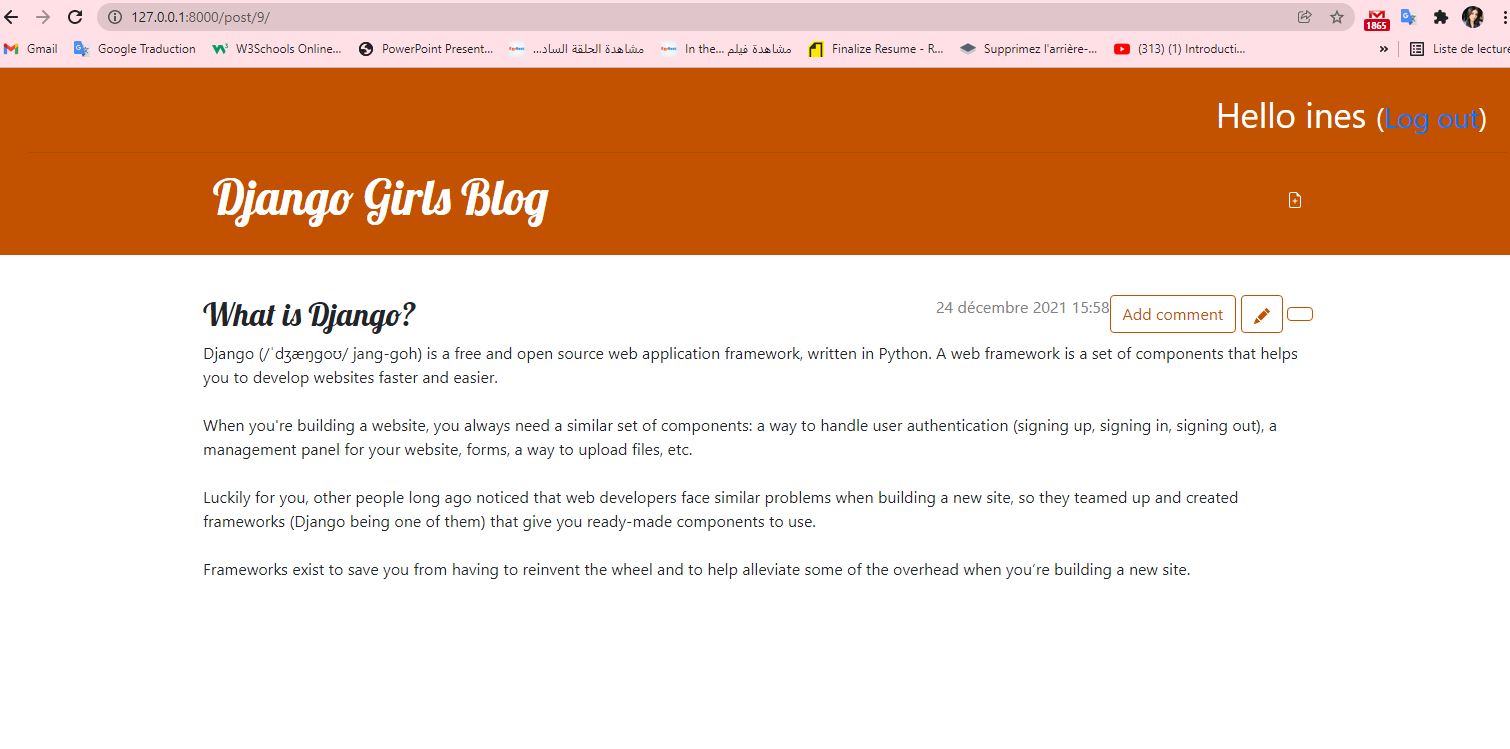 127.0.0.1:8000/post/9/
1865
Gmail
Google Traduction
W3Schools Online...
PowerPoint Present...
مشاهدة الحلقة الساد...
مشاهدة فيلم In the...
Finalize Resume - R...
Supprimez l'arrière-...
(313) (1) Introducti...
»
Liste de lecture
Hello ines (Log out)
Django Girls Blog
What is Django?
24 décembre 2021 15:58
Add comment
Django (/ˈdʒæŋɡoʊ/ jang-goh) is a free and open source web application framework, written in Python. A web framework is a set of components that helps
you to develop websites faster and easier.
When you're building a website, you always need a similar set of components: a way to handle user authentication (signing up, signing in, signing out), a
management panel for your website, forms, a way to upload files, etc.
Luckily for you, other people long ago noticed that web developers face similar problems when building a new site, so they teamed up and created
frameworks (Django being one of them) that give you ready-made components to use.
Frameworks exist to save you from having to reinvent the wheel and to help alleviate some of the overhead when you’re building a new site.